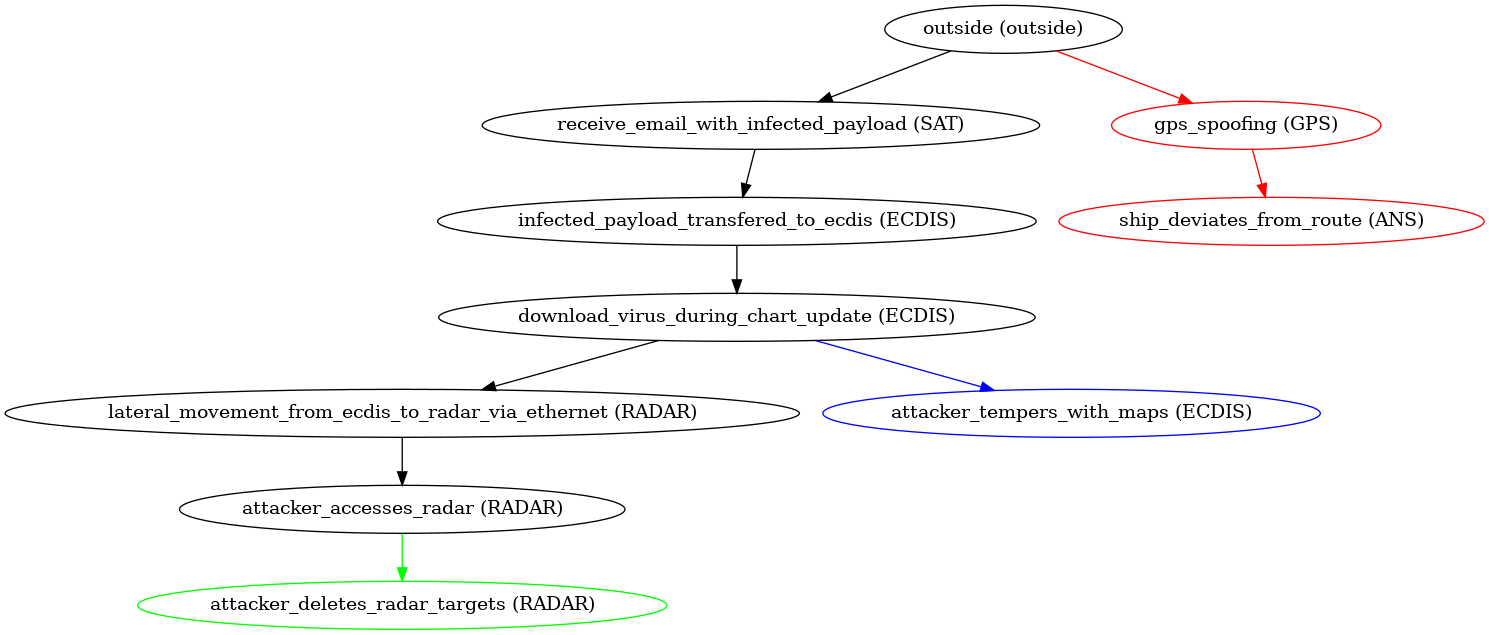 outside (outside)
receive_email_with_infected_payload (SAT)
gps_spoofing (GPS)
infected_payload_transfered_to_ecdis (ECDIS)
ship_deviates_from_route (ANS)
download_virus_during_chart_update (ECDIS)
lateral_movement_from_ecdis_to_radar_via_ethernet (RADAR)
attacker_tempers_with_maps (ECDIS)
attacker_accesses_radar (RADAR)
attacker_deletes_radar_targets (RADAR)